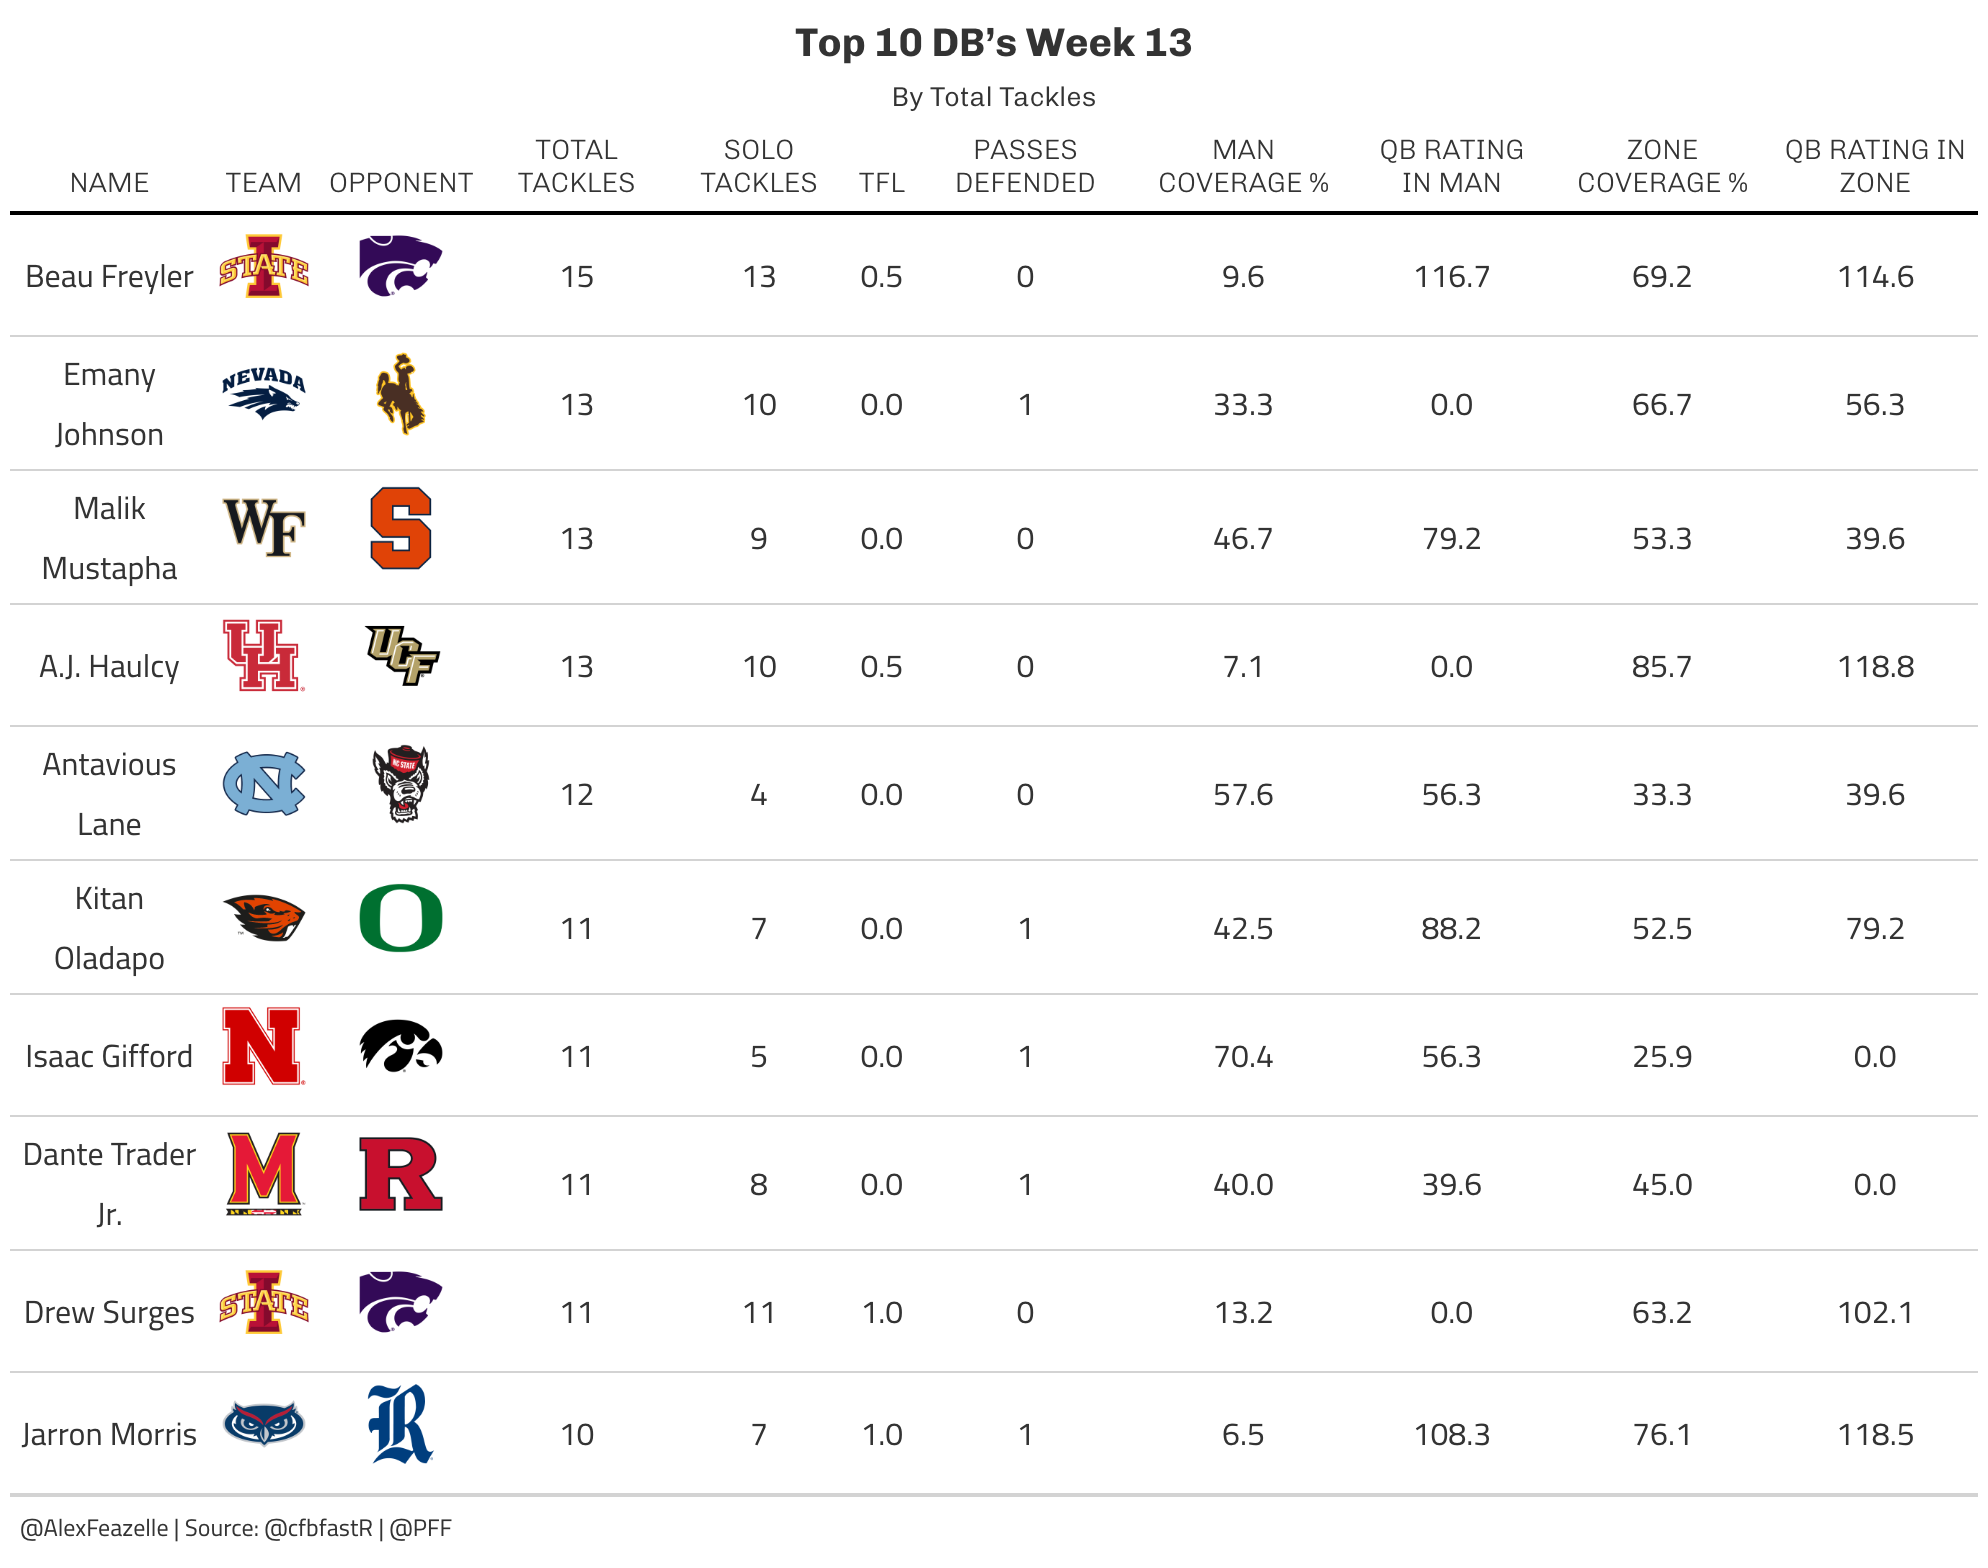 Top 10 DB’s Week 13
By Total Tackles
NAME TEAM OPPONENT TOTAL TACKLES SOLO TACKLES TFL PASSES DEFENDED MAN COVERAGE % QB RATING IN MAN ZONE COVERAGE % QB RATING IN ZONE
Beau Freyler STATE 15 13 0.5 0 9.6 116.7 69.2 114.6
Emany Johnson NEVADA 13 10 0.0 1 33.3 0.0 66.7 56.3
Malik Mustapha WF S 13 9 0.0 0 46.7 79.2 53.3 39.6
A.J. Haulcy UH UCF 13 10 0.5 0 7.1 0.0 85.7 118.8
Antavious Lane NC NC STATE 12 4 0.0 0 57.6 56.3 33.3 39.6
Kitan Oladapo O 11 7 0.0 1 42.5 88.2 52.5 79.2
Isaac Gifford N 11 5 0.0 1 70.4 56.3 25.9 0.0
Dante Trader Jr. M R 11 8 0.0 1 40.0 39.6 45.0 0.0
Drew Surges STATE 11 11 1.0 0 13.2 0.0 63.2 102.1
Jarron Morris R 10 7 1.0 1 6.5 108.3 76.1 118.5
@AlexFeazelle | Source: @cfbfastR | @PFF